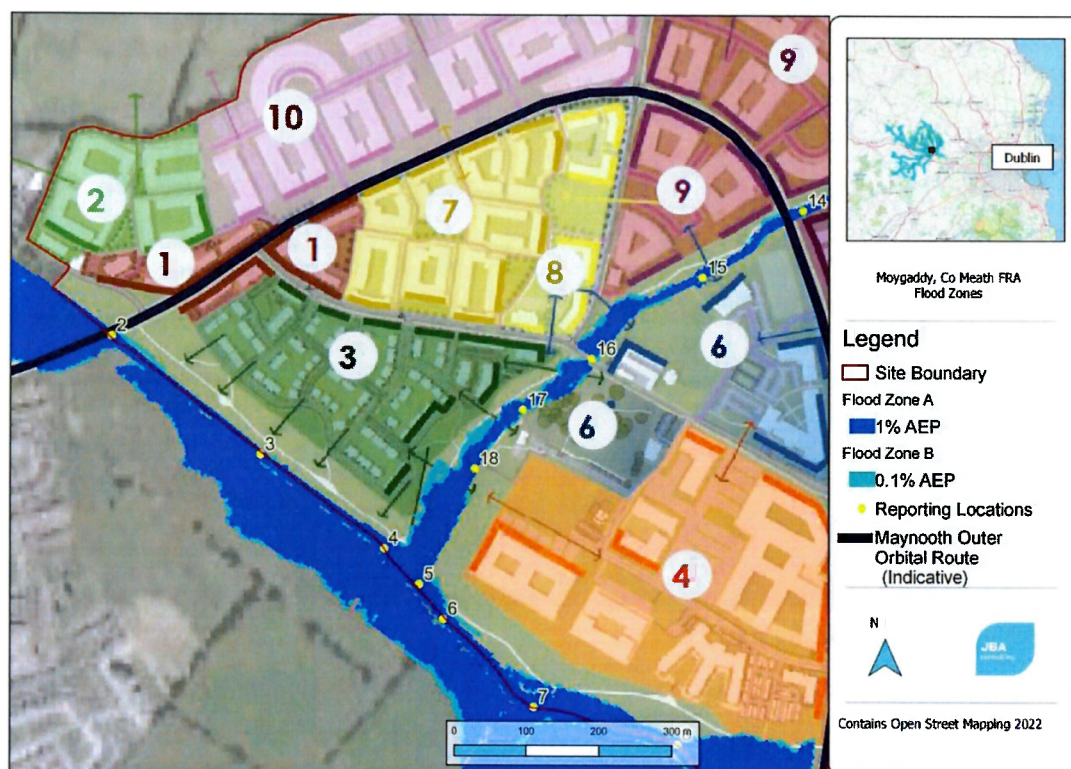 10
9
2
7
9
14
1
1
8
15
2
3
16
6
17
6
3
18
4
4
5
6
7
0 100 200 300 m
Dublin
Moygaddy, Co Meath FRA
Flood Zones
Legend
Site Boundary
Flood Zone A
1% AEP
Flood Zone B
0.1% AEP
Reporting Locations
Maynooth Outer
Orbital Route
(Indicative)
N
JBA
consulting
Contains Open Street Mapping 2022